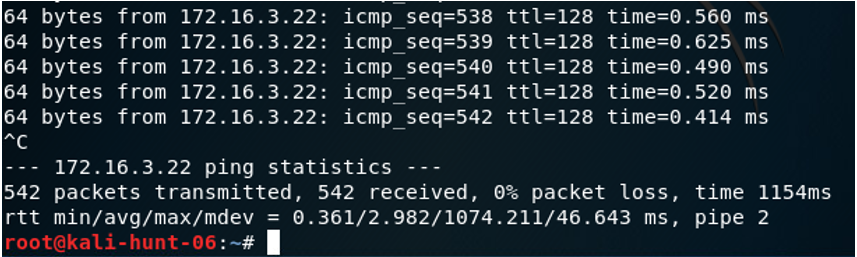 64 bytes from 172.16.3.22: icmp_seq=538 ttl=128 time=0.560 ms
64 bytes from 172.16.3.22: icmp_seq=539 ttl=128 time=0.625 ms
64 bytes from 172.16.3.22: icmp_seq=540 ttl=128 time=0.490 ms
64 bytes from 172.16.3.22: icmp_seq=541 ttl=128 time=0.520 ms
64 bytes from 172.16.3.22: icmp_seq=542 ttl=128 time=0.414 ms
^C
--- 172.16.3.22 ping statistics ---
542 packets transmitted, 542 received, 0% packet loss, time 1154ms
rtt min/avg/max/mdev = 0.361/2.982/1074.211/46.643 ms, pipe 2
root@kali-hunt-06:~#